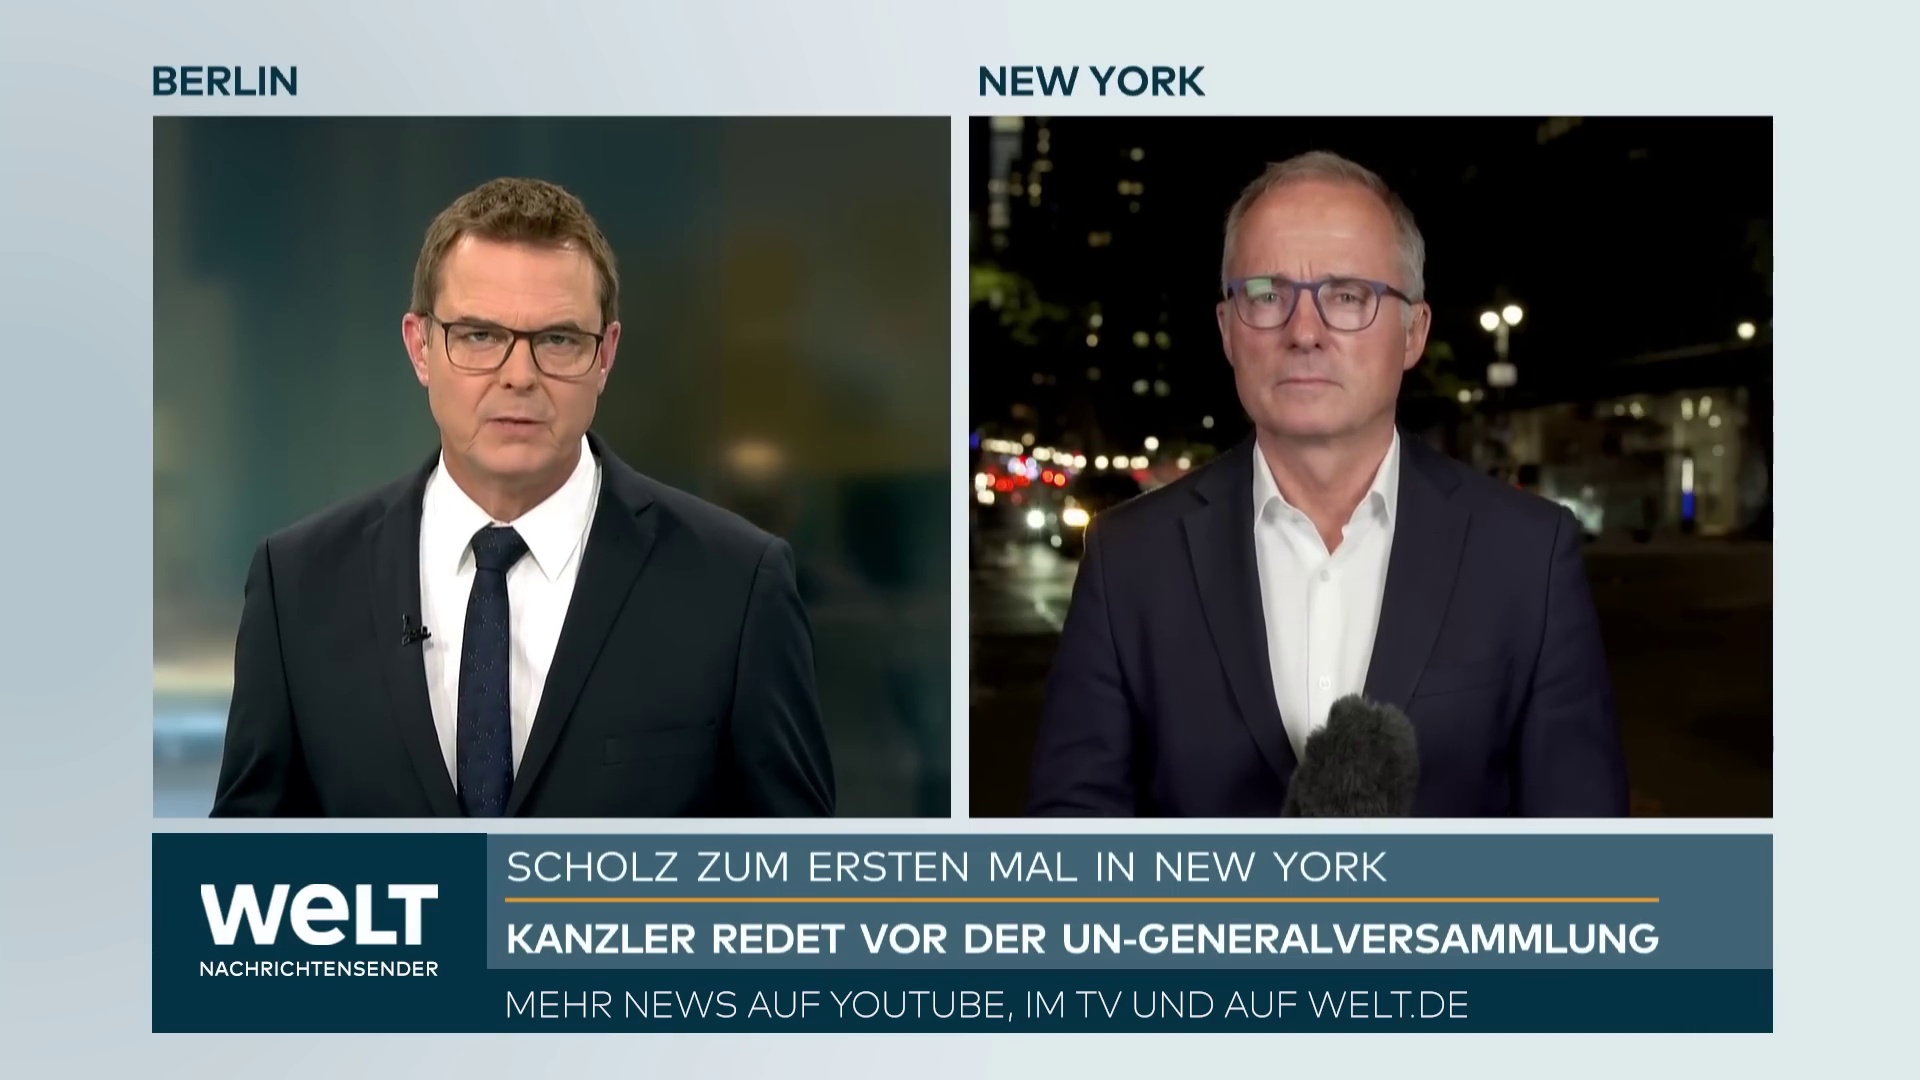 BERLIN
NEW YORK
WELT
NACHRICHTENSENDER
SCHOLZ ZUM ERSTEN MAL IN NEW YORK
KANZLER REDET VOR DER UN-GENERALVERSAMMLUNG
MEHR NEWS AUF YOUTUBE, IM TV UND AUF WELT.DE